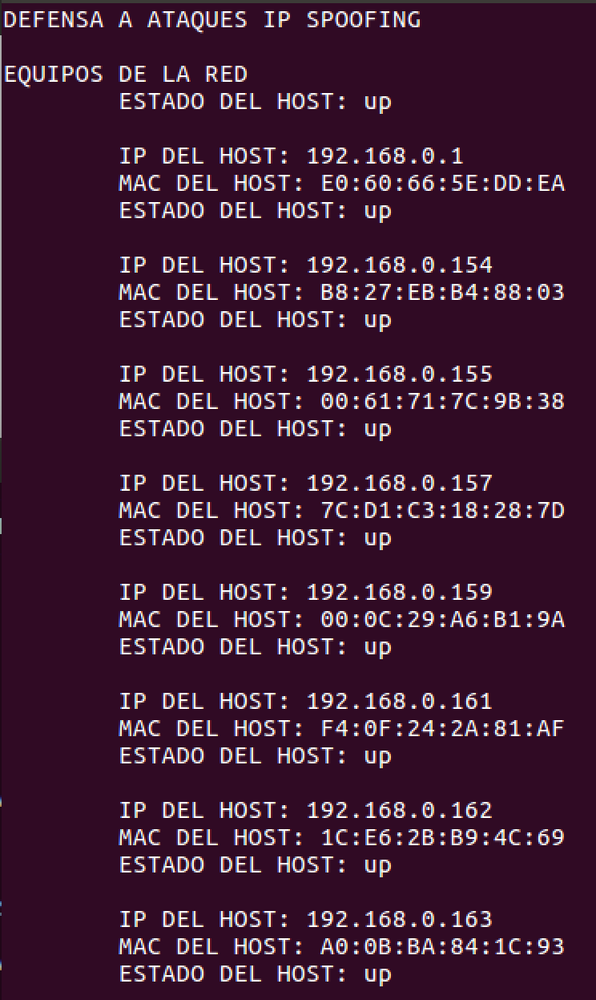 DEFENSA A ATAQUES IP SPOOFING
EQUIPOS DE LA RED
ESTADO DEL HOST: up
IP DEL HOST: 192.168.0.1
MAC DEL HOST: E0:60:66:5E:DD:EA
ESTADO DEL HOST: up
IP DEL HOST: 192.168.0.154
MAC DEL HOST: B8:27:EB:B4:88:03
ESTADO DEL HOST: up
IP DEL HOST: 192.168.0.155
MAC DEL HOST: 00:61:71:7C:9B:38
ESTADO DEL HOST: up
IP DEL HOST: 192.168.0.157
MAC DEL HOST: 7C:D1:C3:18:28:7D
ESTADO DEL HOST: up
IP DEL HOST: 192.168.0.159
MAC DEL HOST: 00:0C:29:A6:B1:9A
ESTADO DEL HOST: up
IP DEL HOST: 192.168.0.161
MAC DEL HOST: F4:0F:24:2A:81:AF
ESTADO DEL HOST: up
IP DEL HOST: 192.168.0.162
MAC DEL HOST: 1C:E6:2B:B9:4C:69
ESTADO DEL HOST: up
IP DEL HOST: 192.168.0.163
MAC DEL HOST: A0:0B:BA:84:1C:93
ESTADO DEL HOST: up